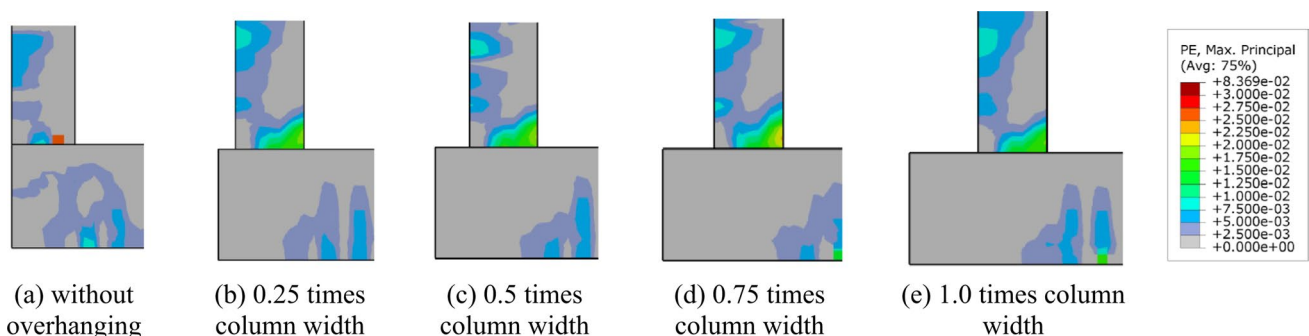 PE, Max. Principal
(Avg: 75%)
+8.369e-02
+3.000e-02
+2.750e-02
+2.500e-02
+2.250e-02
+2.000e-02
+1.750e-02
+1.250e-02
+1.000e-02
+7.500e-03
+5.000e-03
+2.500e-03
+0.000e+00
(a) without
overhanging
(b) 0.25 times
column width
(c) 0.5 times
column width
(d) 0.75 times
column width
(e) 1.0 times column
width